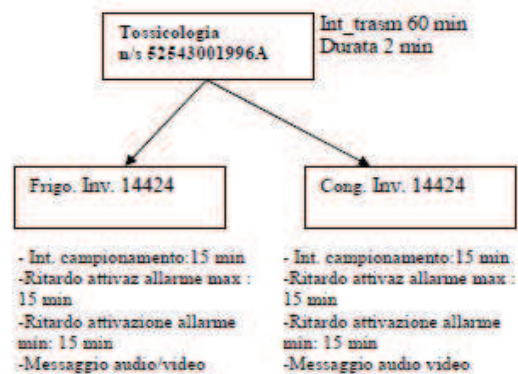 Tossicologia
n/s 52543001996A
Int_trasm 60 min
Durata 2 min
Frigo. Inv. 14424
Cong. Inv. 14424
- Int. campionamento:15 min
-Ritardo attivaz allarme max :
15 min
-Ritardo attivazione allarme
min: 15 min
-Messaggio audio/video
- Int. campionamento:15 min
-Ritardo attivaz allarme max :
15 min
-Ritardo attivazione allarme
min: 15 min
-Messaggio audio video